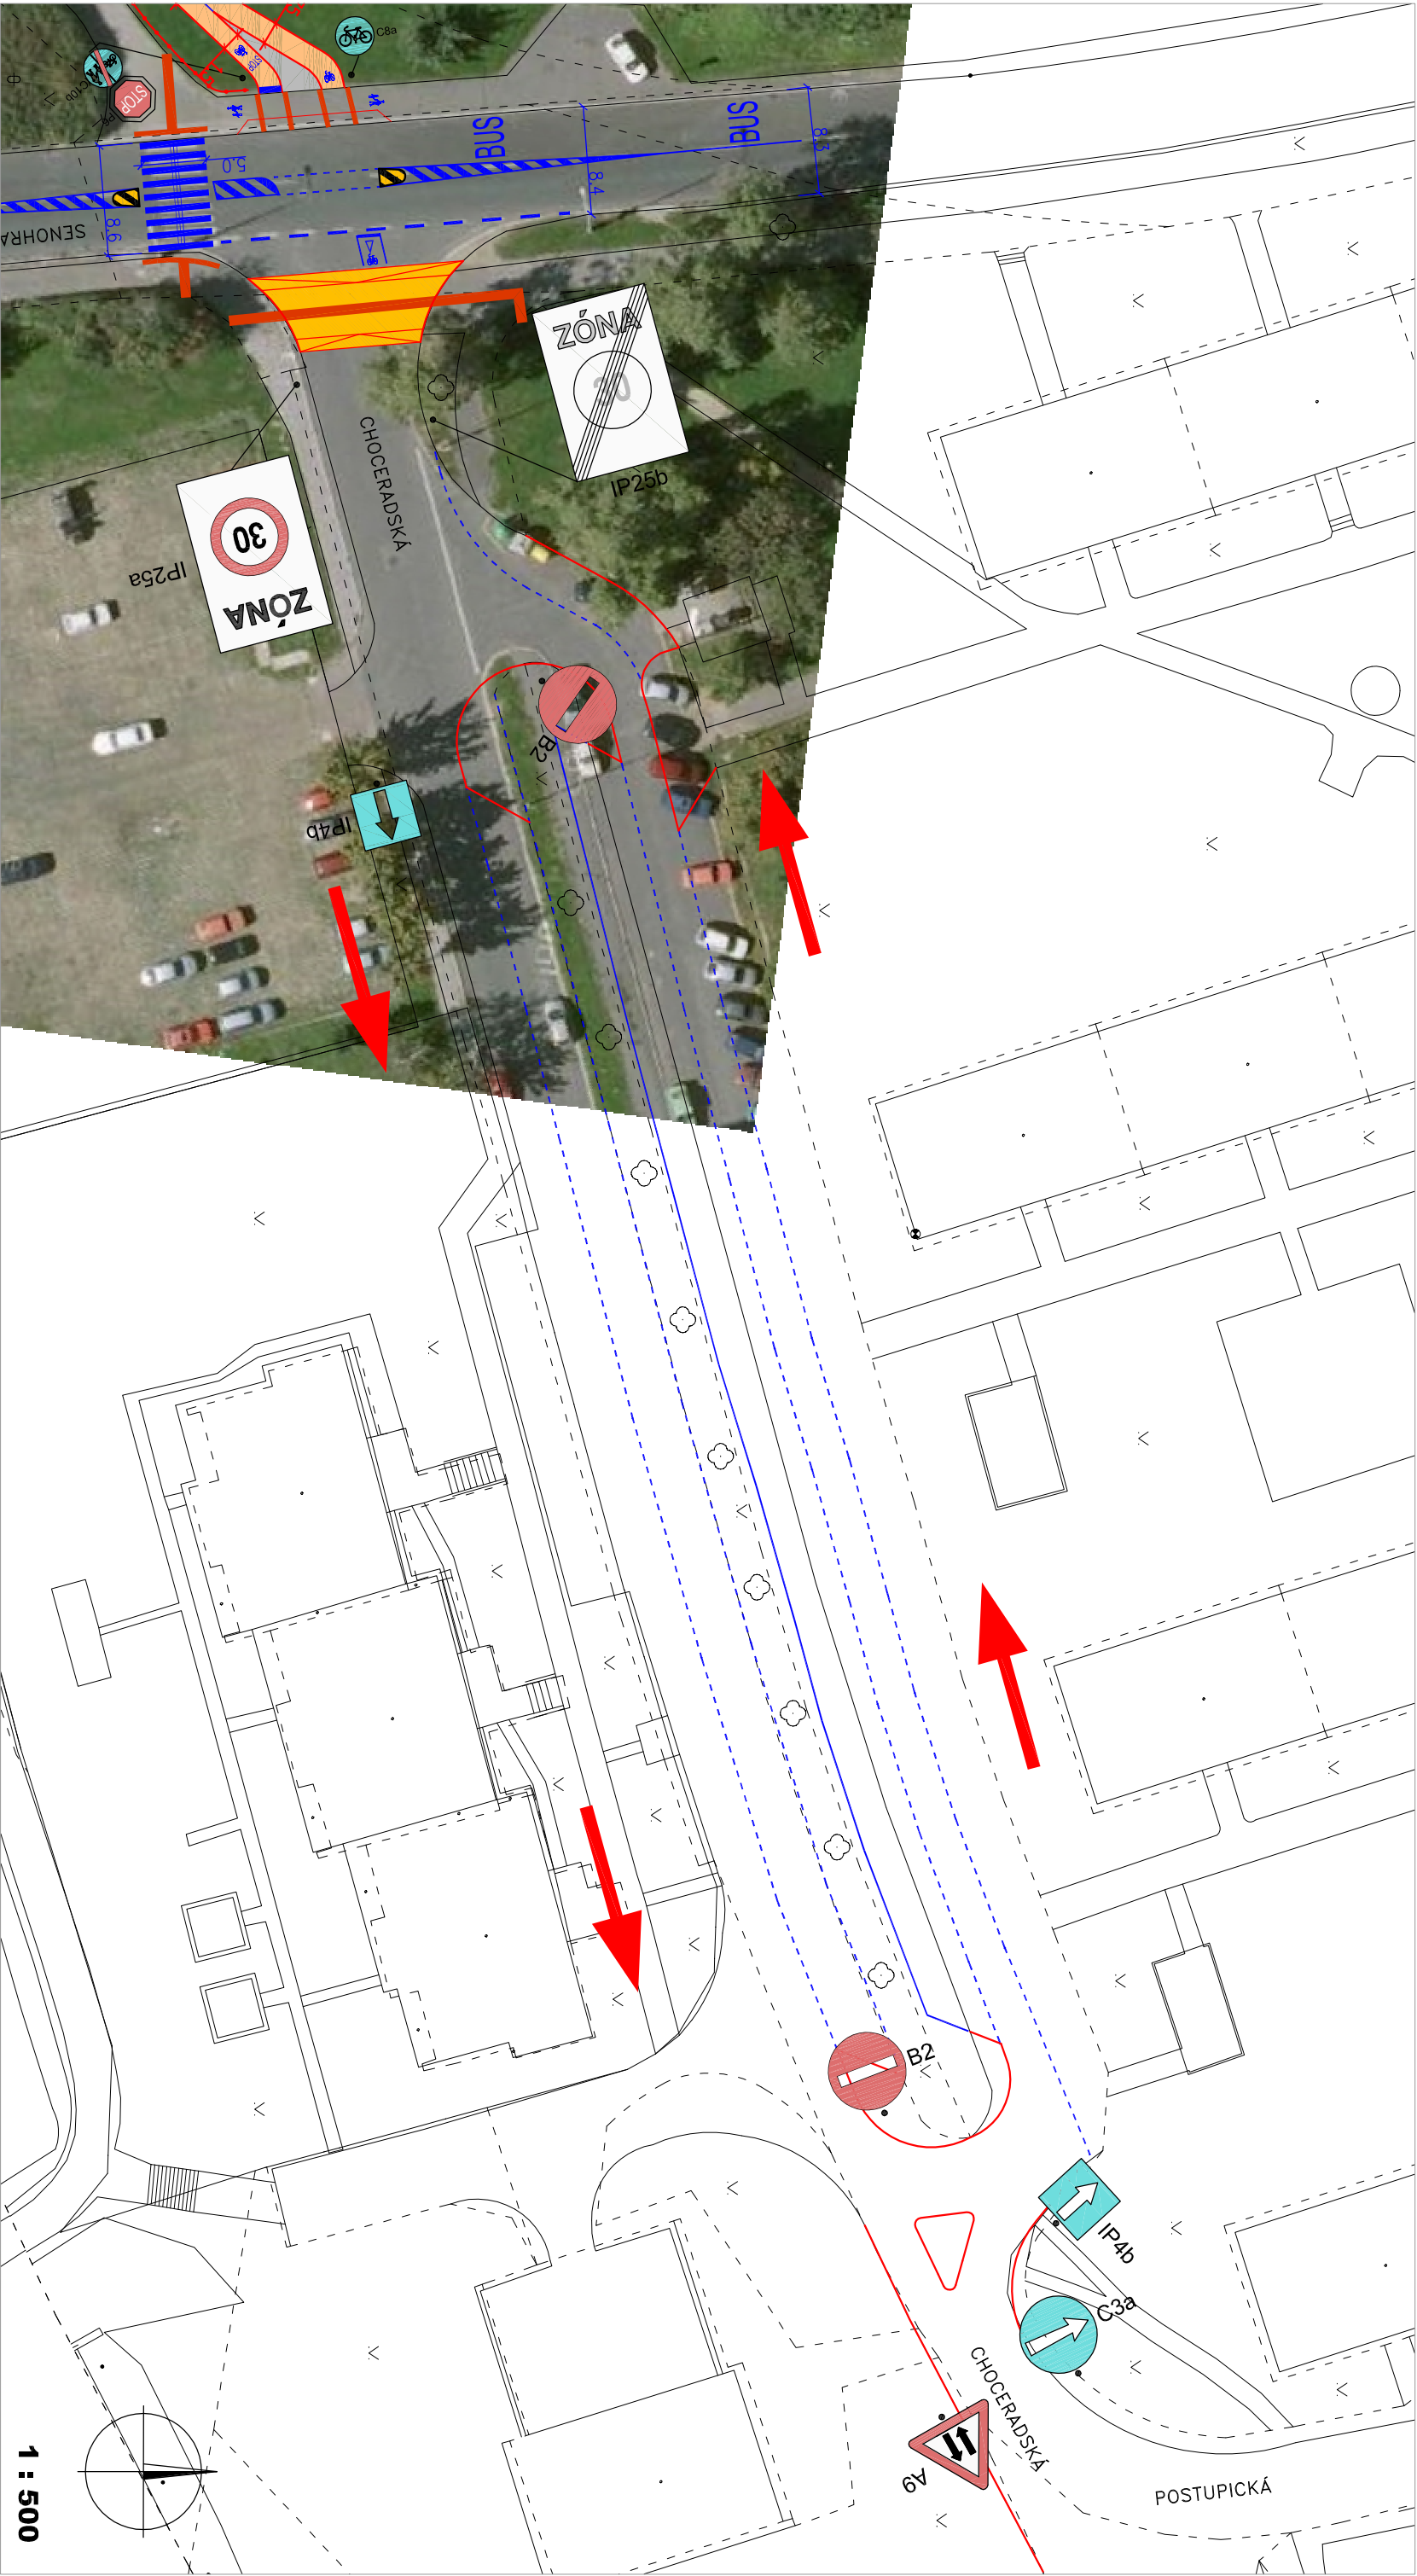 C8a
STOP
STOP
BUS
BUS
8.3
8.4
5.0
8.6
SENOHRA
ZÓNA
30
IP25b
CHOCERADSKÁ
30
ZÓNA
IP25a
B2
IP4b
B2
IP4b
C3a
CHOCERADSKÁ
A9
POSTUPICKÁ
1 : 500